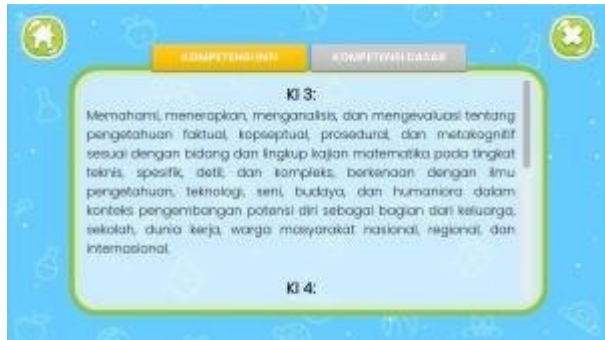 KOMPETENSI INTI
KOMPETENSI DASAR
KI 3:
Memahami, menerapkan, menganalisis, dan mengevaluasi tentang
pengetahuan faktual, kopseptual, prosedural, dan metakognitif
sesuai dengan bidang dan lingkup kajian matematika pada tingkat
teknis, spesifik, detil, dan kompleks, berkenaan dengan ilmu
pengetahuan, teknologi, seni, budaya, dan humaniora dalam
konteks pengembangan potensi diri sebagai bagian dari keluarga,
sekolah, dunia kerja, warga masyarakat nasional, regional, dan
internasional.
KI 4: